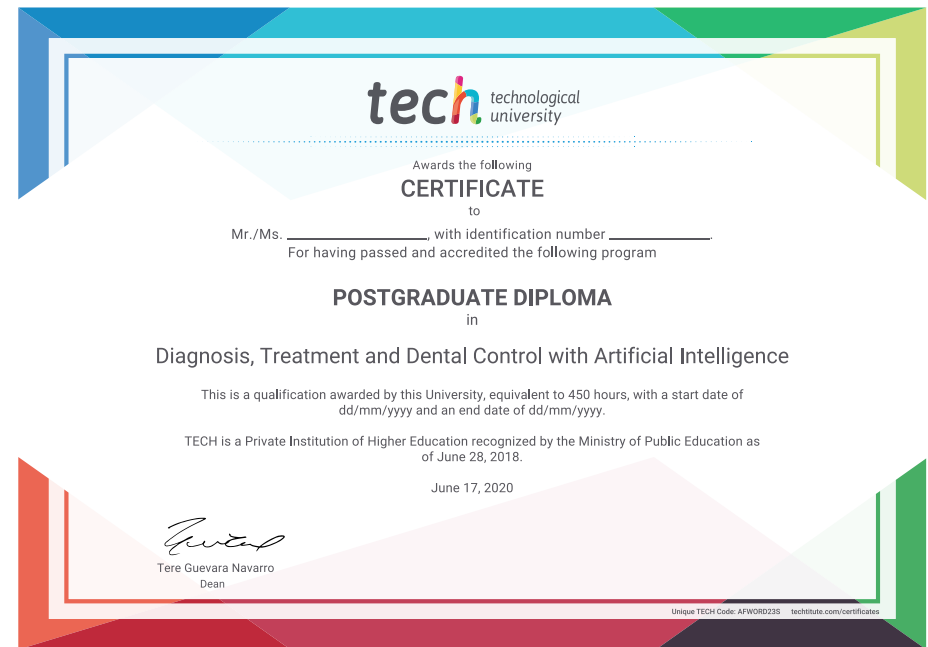 tech technological
university
Awards the following
CERTIFICATE
to
Mr./Ms. ____________________, with identification number ______________.
For having passed and accredited the following program
POSTGRADUATE DIPLOMA
in
Diagnosis, Treatment and Dental Control with Artificial Intelligence
This is a qualification awarded by this University, equivalent to 450 hours, with a start date of
dd/mm/yyyy and an end date of dd/mm/yyyy.
TECH is a Private Institution of Higher Education recognized by the Ministry of Public Education as
of June 28, 2018.
June 17, 2020
Tere Guevara Navarro
Dean
Unique TECH Code: AFWORD23S techtitute.com/certificates